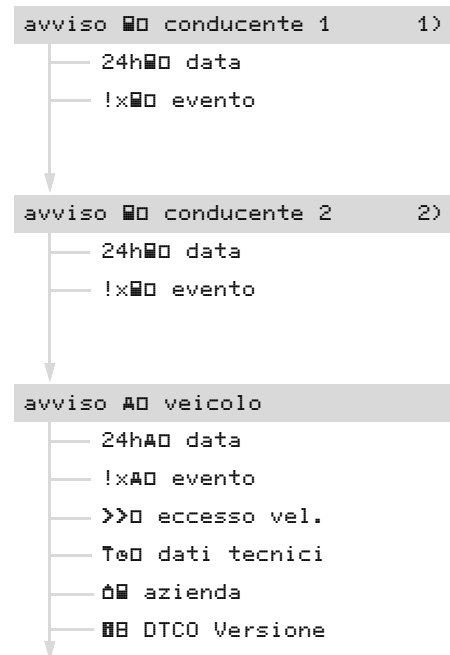 avviso conducente 1 1)
24h data
!x evento
avviso conducente 2 2)
24h data
!x evento
avviso veicolo
24h data
!x evento
>> eccesso vel.
dati tecnici
azienda
DTCO Versione